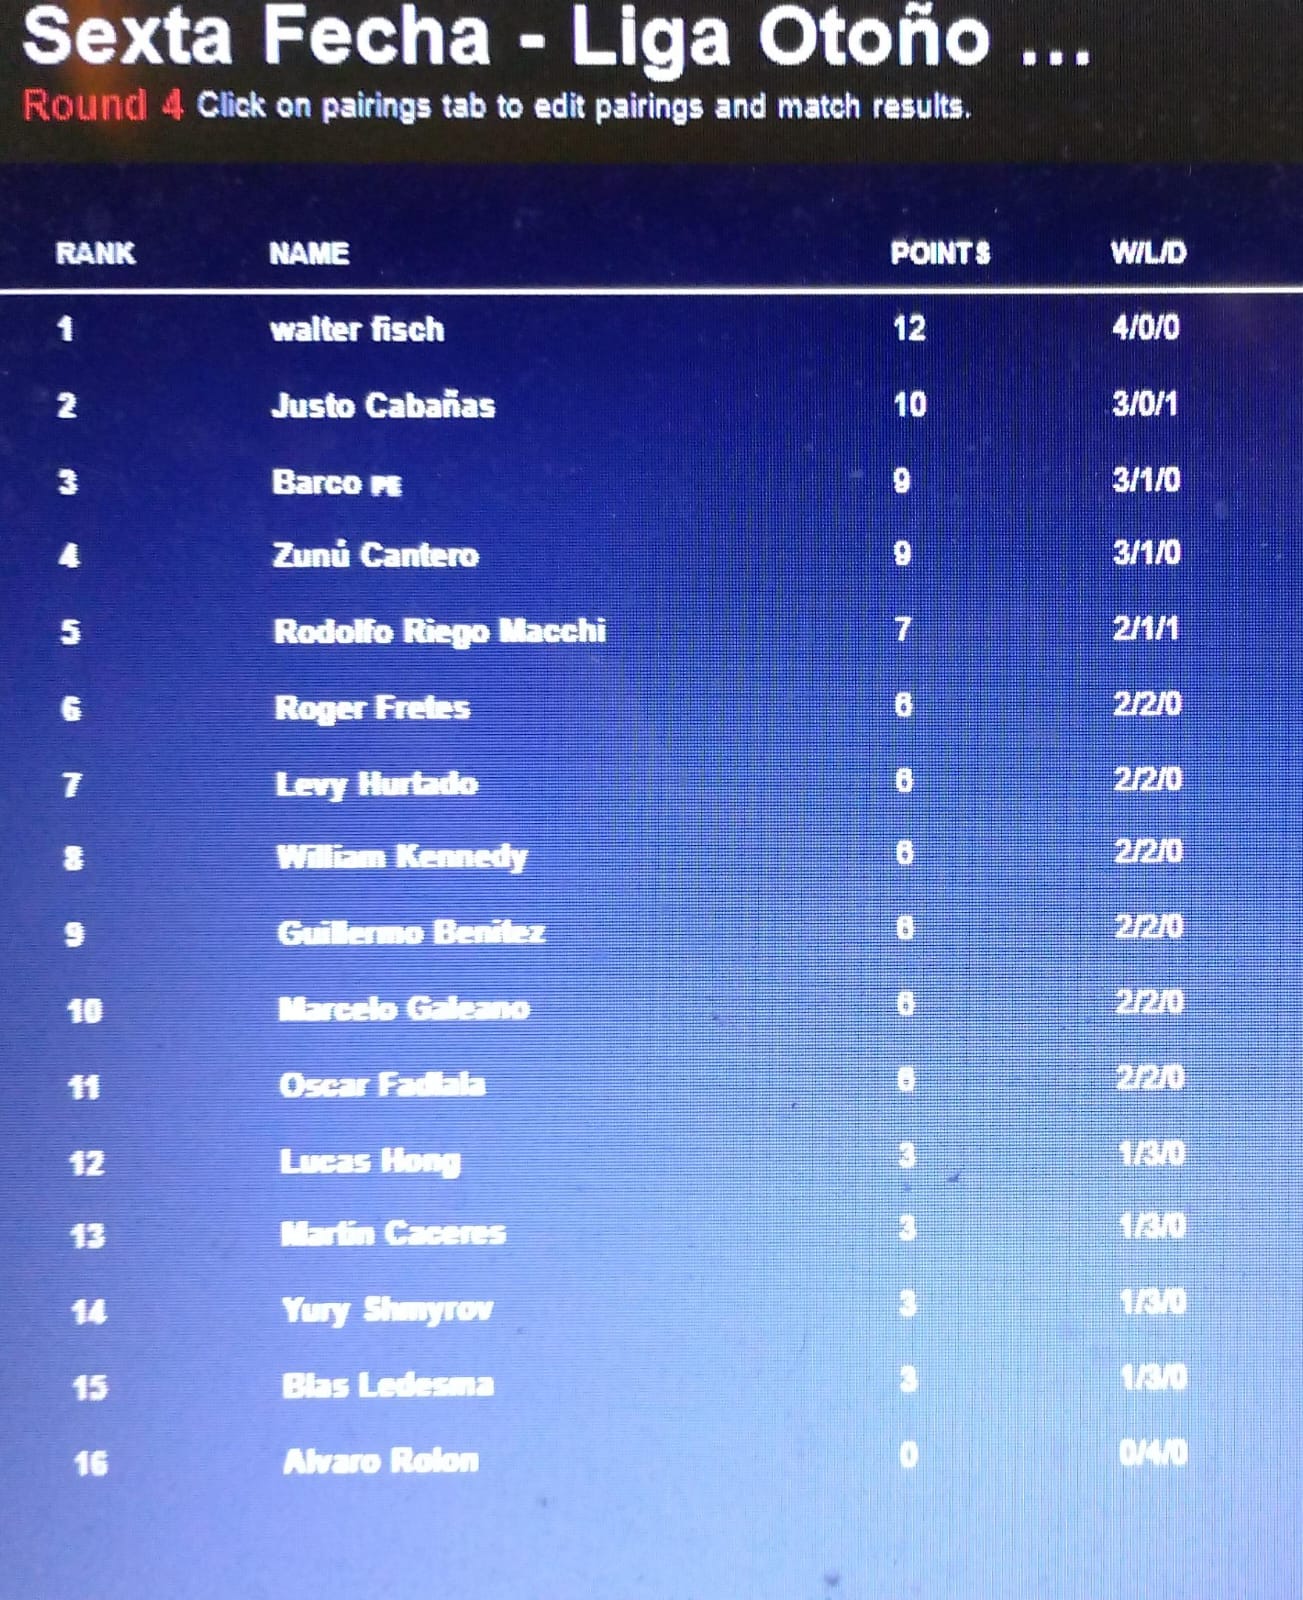 Sexta Fecha - Liga Otoño ...
Round 4 Click on pairings tab to edit pairings and match results.
RANK NAME POINTS W/L/D
1 walter fisch 12 4/0/0
2 Justo Cabañas 10 3/0/1
3 Barco PE 9 3/1/0
4 Zunú Cantero 9 3/1/0
5 Rodolfo Riego Macchi 7 2/1/1
6 Roger Fretes 6 2/2/0
7 Levy Hurtado 6 2/2/0
8 William Kennedy 6 2/2/0
9 Guillermo Benitez 6 2/2/0
10 Marcelo Galeano 6 2/2/0
11 Oscar Fadlala 6 2/2/0
12 Lucas Hong 3 1/3/0
13 Martin Caceres 3 1/3/0
14 Yury Shmyrov 3 1/3/0
15 Blas Ledesma 3 1/3/0
16 Alvaro Rolon 0 0/4/0